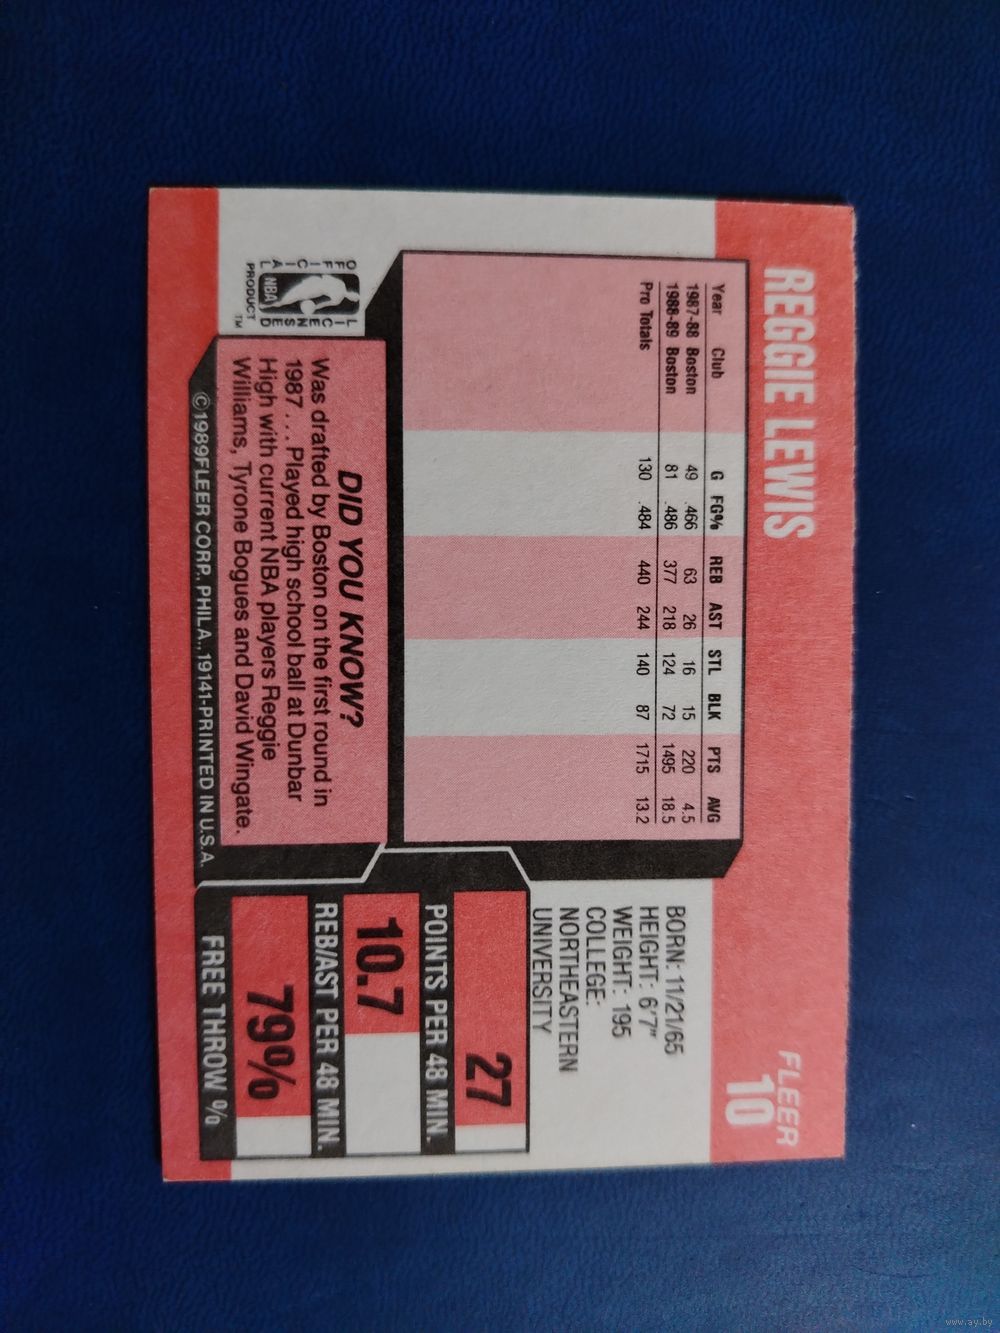 REGGIE LEWIS
FLEER
10
Year Club G FG% REB AST STL BLK PTS AVG
1987-88 Boston 49 .466 63 26 16 15 220 4.5
1988-89 Boston 81 .486 377 218 124 72 1495 18.5
Pro Totals 130 .484 440 244 140 87 1715 13.2
BORN: 11/21/65
HEIGHT: 6'7"
WEIGHT: 195
COLLEGE:
NORTHEASTERN
UNIVERSITY
27
POINTS PER 48 MIN.
10.7
REB/AST PER 48 MIN.
79%
FREE THROW %
OFFICIAL
LICENSED
NBA
PRODUCT
TM
DID YOU KNOW?
Was drafted by Boston on the first round in
1987 . . . Played high school ball at Dunbar
High with current NBA players Reggie
Williams, Tyrone Bogues and David Wingate.
©1989FLEER CORP., PHILA., 19141-PRINTED IN U.S.A.
www.ay.by